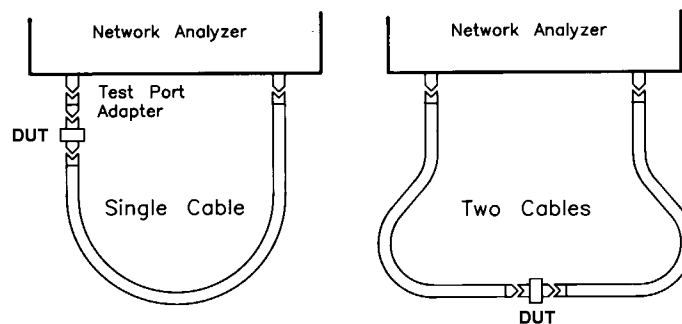 Network Analyzer
Test Port
Adapter
DUT
Single Cable
Network Analyzer
Two Cables
DUT